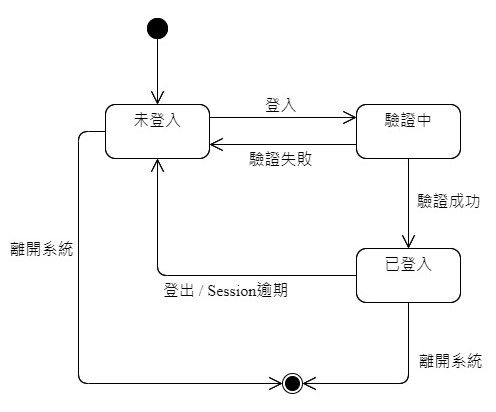 未登入
登入
驗證中
驗證失敗
驗證成功
離開系統
已登入
登出 / Session逾期
離開系統